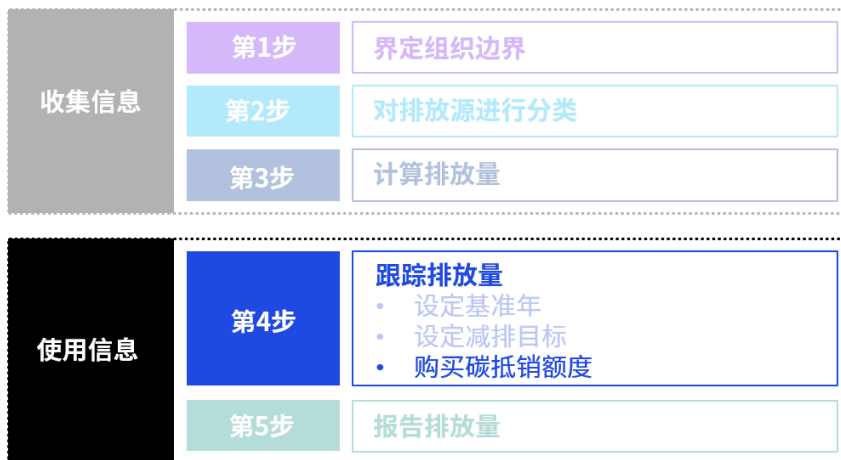 收集信息
第1步
界定组织边界
第2步
对排放源进行分类
第3步
计算排放量
使用信息
第4步
跟踪排放量
• 设定基准年
• 设定减排目标
• 购买碳抵销额度
第5步
报告排放量